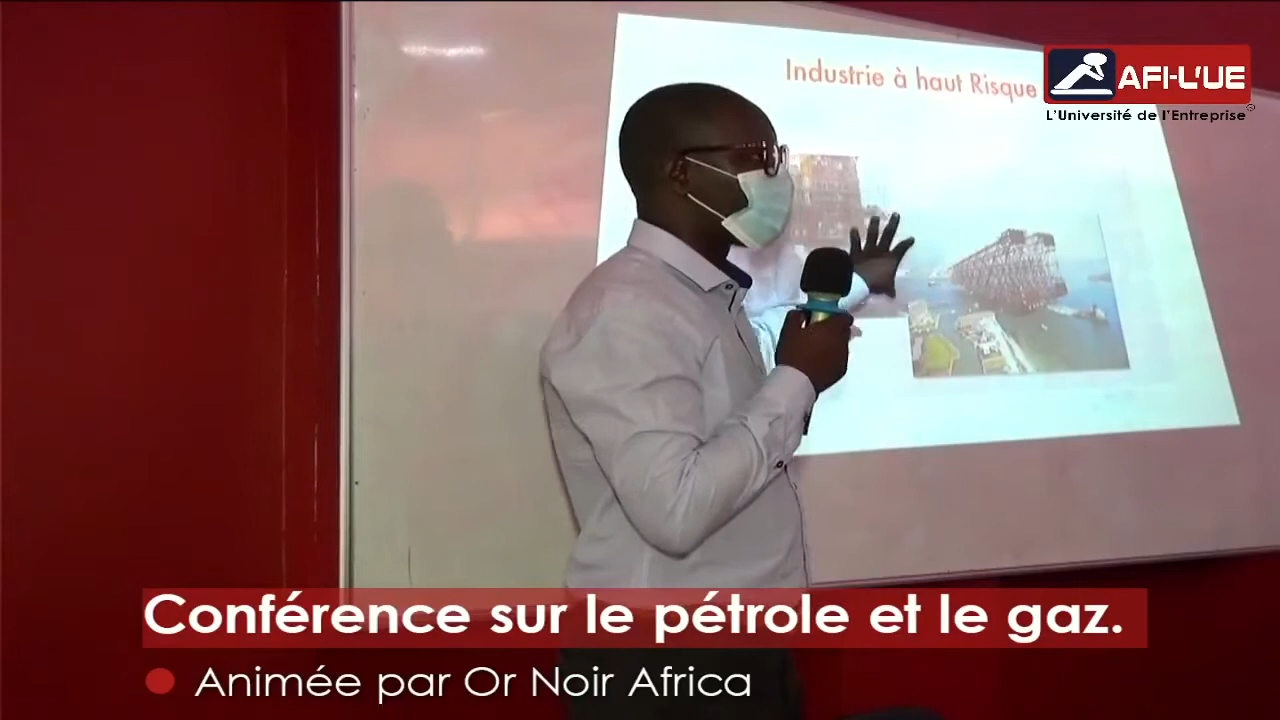 Industrie à haut Risque
AFI-L'UE
L'Université de l'Entreprise
Conférence sur le pétrole et le gaz.
Animée par Or Noir Africa